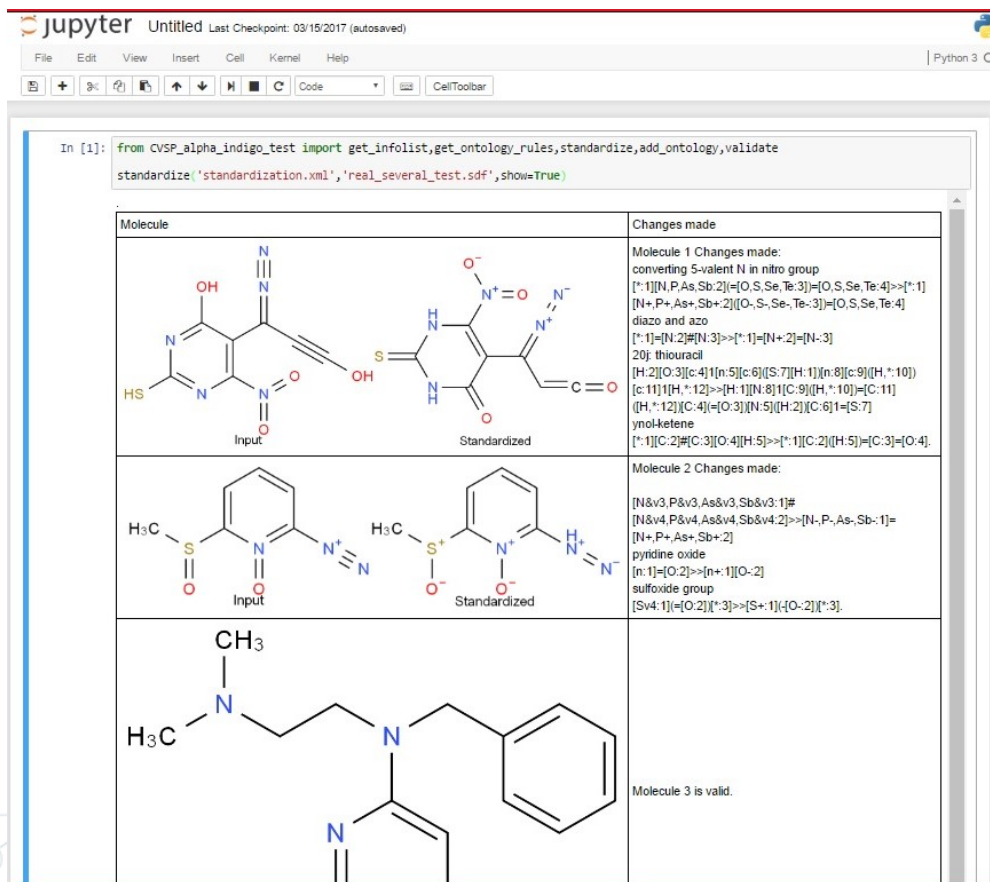 jupyter Untitled Last Checkpoint: 03/15/2017 (autosaved)
File Edit View Insert Cell Kernel Help
Python 3
Code
CellToolbar
In [1]: from CVSP_alpha_indigo_test import get_infolist,get_ontology_rules,standardize,add_ontology,validate
standardize('standardization.xml','real_several_test.sdf',show=True)
.
Molecule
Changes made
N
N
OH
N
HS
N
N
O
O
OH
Input
O⁻
N⁺=O
N⁻
N⁺
H
N
S
N
H
O
C=O
Standardized
Molecule 1 Changes made:
converting 5-valent N in nitro group
[*:1][N,P,As,Sb:2](=[O,S,Se,Te:3])=[O,S,Se,Te:4]>>[*:1]
[N+,P+,As+,Sb+:2]([O-,S-,Se-,Te-:3])=[O,S,Se,Te:4]
diazo and azo
[*:1]=[N:2]#[N:3]>>[*:1]=[N+:2]=[N-:3]
20j: thiouracil
[H:2][O:3][c:4]1[n:5][c:6]([S:7][H:1])[n:8][c:9]([H,*:10])
[c:11]1[H,*:12]>>[H:1][N:8]1[C:9]([H,*:10])=[C:11]
([H,*:12])[C:4](=[O:3])[N:5]([H:2])[C:6]1=[S:7]
ynol-ketene
[*:1][C:2]#[C:3][O:4][H:5]>>[*:1][C:2]([H:5])=[C:3]=[O:4].
H₃C
S
O
N
O
N⁺
N
Input
H₃C
S⁺
O⁻
N⁺
O⁻
H
N⁺
N⁻
Standardized
Molecule 2 Changes made:
[N&v3,P&v3,As&v3,Sb&v3:1]#
[N&v4,P&v4,As&v4,Sb&v4:2]>>[N-,P-,As-,Sb-:1]=
[N+,P+,As+,Sb+:2]
pyridine oxide
[n:1]=[O:2]>>[n+:1][O-:2]
sulfoxide group
[Sv4:1](=[O:2])[*:3]>>[S+:1](-[O-:2])[*:3].
CH₃
N
H₃C
N
N
Molecule 3 is valid.